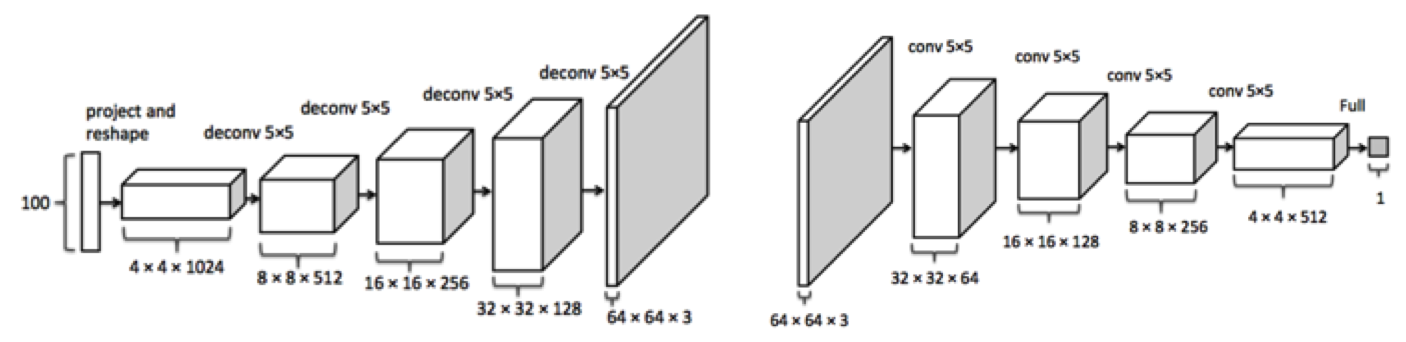 project and
reshape
deconv 5×5
deconv 5×5
deconv 5×5
deconv 5×5
100
4 × 4 × 1024
8 × 8 × 512
16 × 16 × 256
32 × 32 × 128
64 × 64 × 3
conv 5×5
conv 5×5
conv 5×5
conv 5×5
Full
64 × 64 × 3
32 × 32 × 64
16 × 16 × 128
8 × 8 × 256
4 × 4 × 512
1